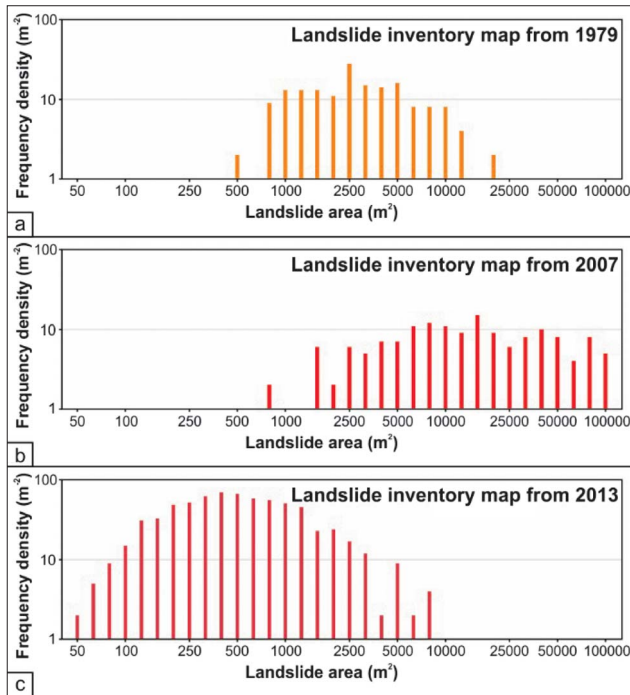 100
Landslide inventory map from 1979
Frequency density (m⁻²)
10
1
50 100 250 500 1000 2500 5000 10000 25000 50000 100000
Landslide area (m²)
a
100
Landslide inventory map from 2007
Frequency density (m⁻²)
10
1
50 100 250 500 1000 2500 5000 10000 25000 50000 100000
Landslide area (m²)
b
100
Landslide inventory map from 2013
Frequency density (m⁻²)
10
1
50 100 250 500 1000 2500 5000 10000 25000 50000 100000
Landslide area (m²)
c